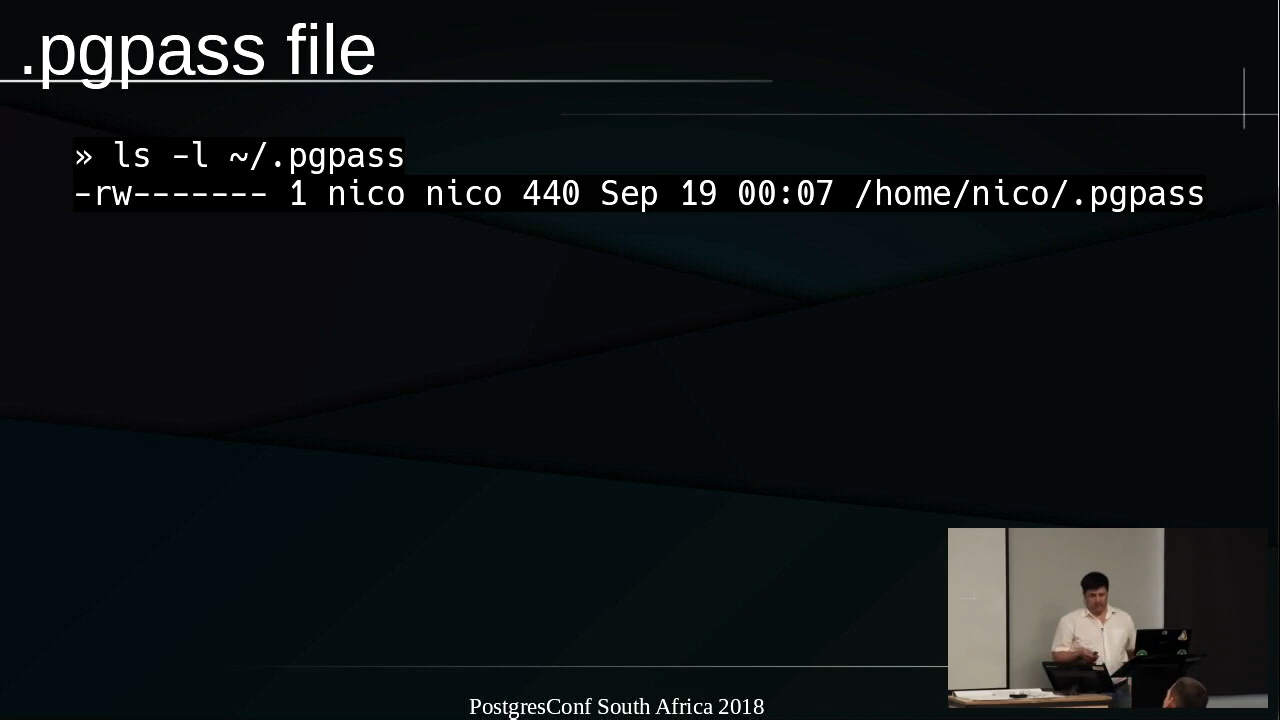 .pgpass file
» ls -l ~/.pgpass
-rw------- 1 nico nico 440 Sep 19 00:07 /home/nico/.pgpass
PostgresConf South Africa 2018